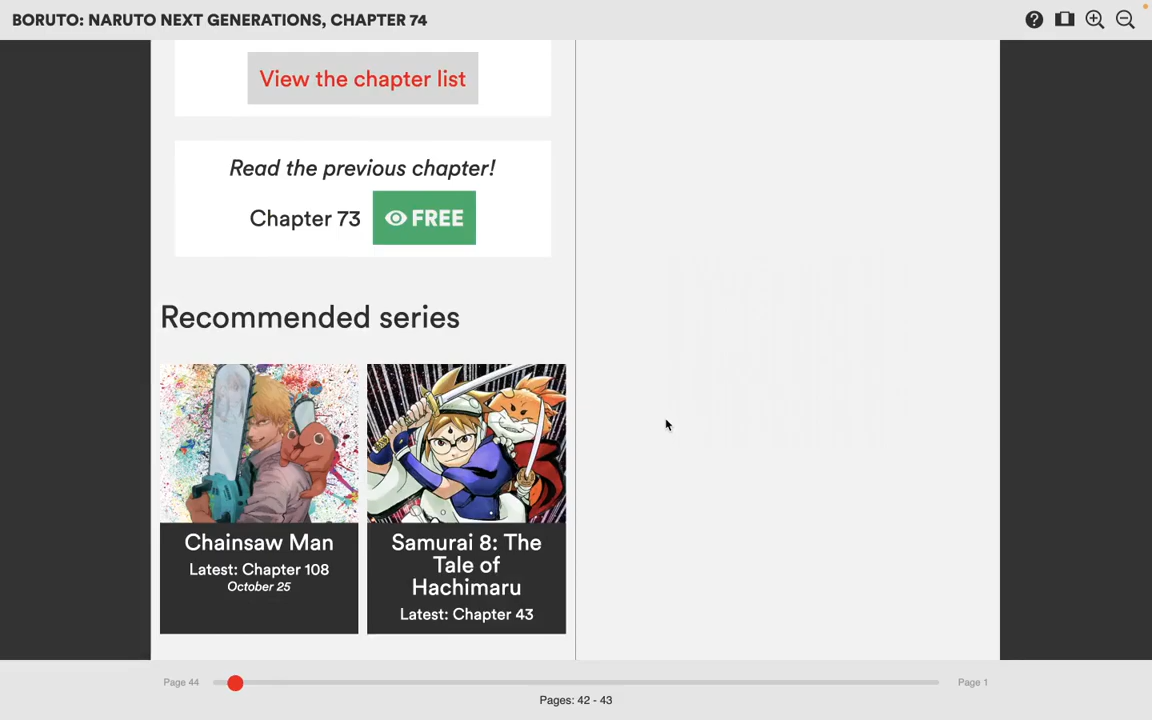 BORUTO: NARUTO NEXT GENERATIONS, CHAPTER 74
View the chapter list
Read the previous chapter!
Chapter 73 FREE
Recommended series
Chainsaw Man
Latest: Chapter 108
October 25
Samurai 8: The
Tale of
Hachimaru
Latest: Chapter 43
Page 44
Page 1
Pages: 42 - 43